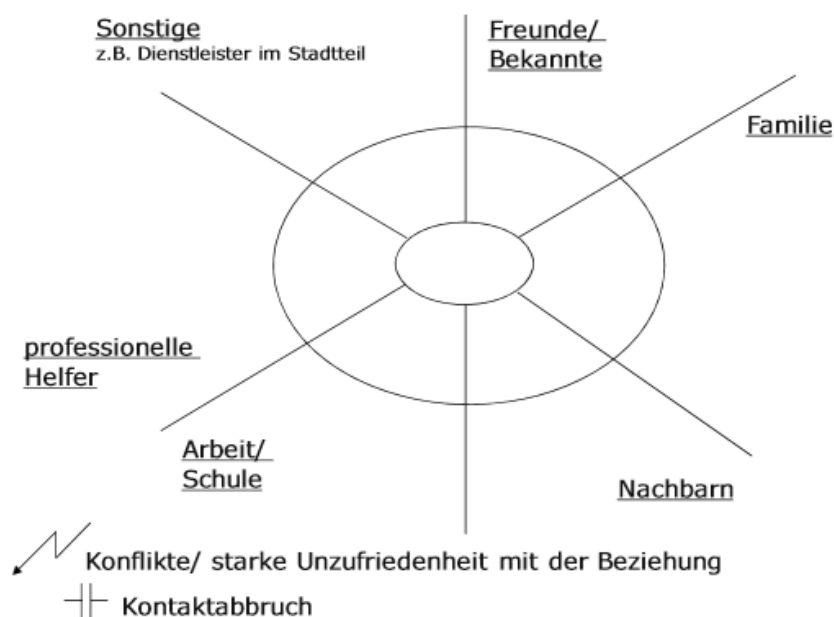 Sonstige
z.B. Dienstleister im Stadtteil
Freunde/
Bekannte
Familie
professionelle
Helfer
Arbeit/
Schule
Nachbarn
Konflikte/ starke Unzufriedenheit mit der Beziehung
Kontaktabbruch